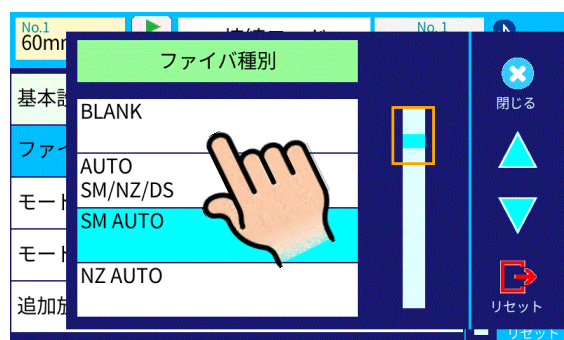 No.1
60mm
No. 1
ファイバ種別
閉じる
基本設
BLANK
ファイ
AUTO
SM/NZ/DS
モード
SM AUTO
モード
NZ AUTO
追加放
リセット
リセット